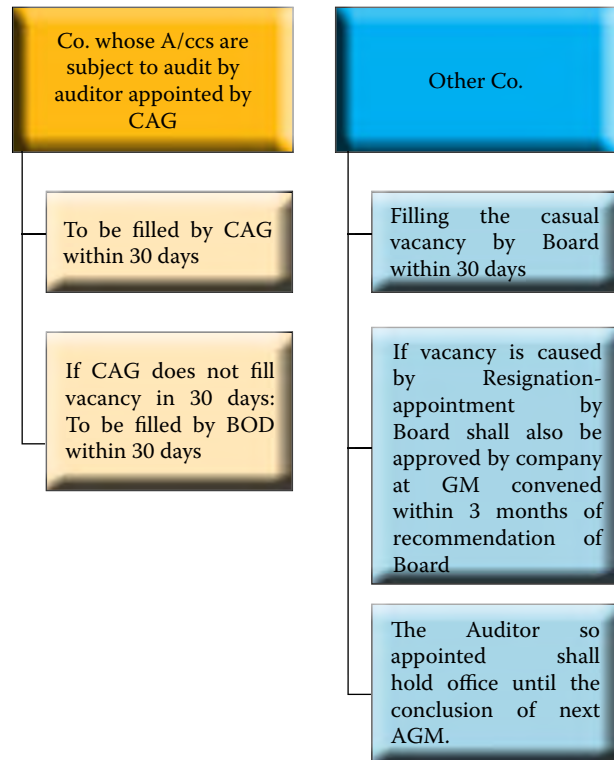 Co. whose A/ccs are
subject to audit by
auditor appointed by
CAG
To be filled by CAG
within 30 days
If CAG does not fill
vacancy in 30 days:
To be filled by BOD
within 30 days
Other Co.
Filling the casual
vacancy by Board
within 30 days
If vacancy is caused
by Resignation-
appointment by
Board shall also be
approved by company
at GM convened
within 3 months of
recommendation of
Board
The Auditor so
appointed shall
hold office until the
conclusion of next
AGM.